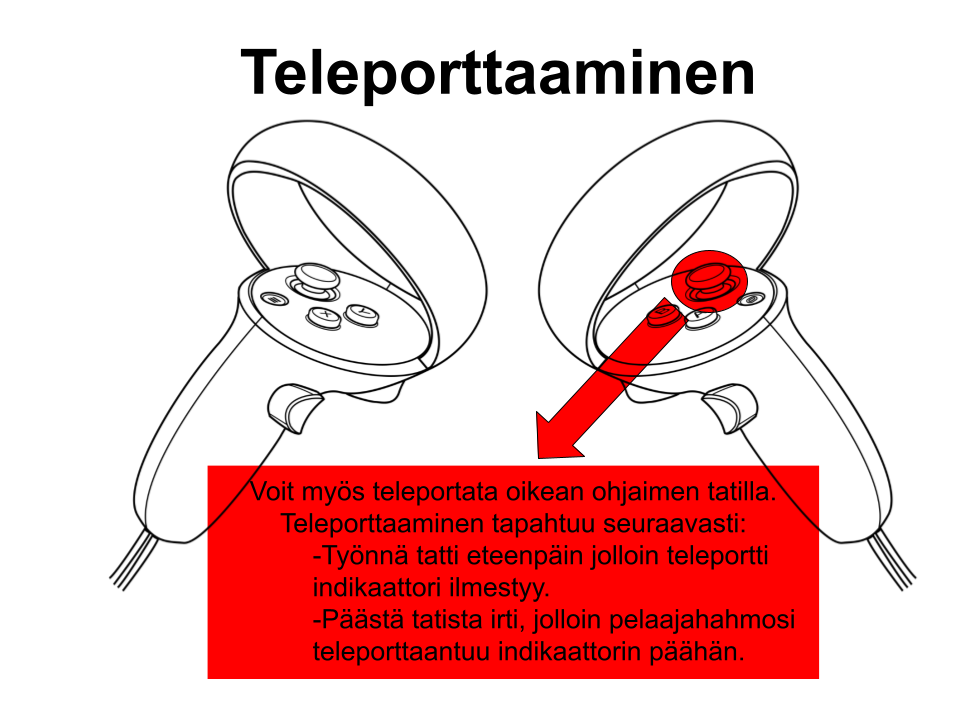 Teleporttaaminen
X Y
B A
Voit myös teleportata oikean ohjaimen tatilla.
Teleporttaaminen tapahtuu seuraavasti:
-Työnnä tatti eteenpäin jolloin teleportti
indikaattori ilmestyy.
-Päästä tatista irti, jolloin pelaajahahmosi
teleporttaantuu indikaattorin päähän.